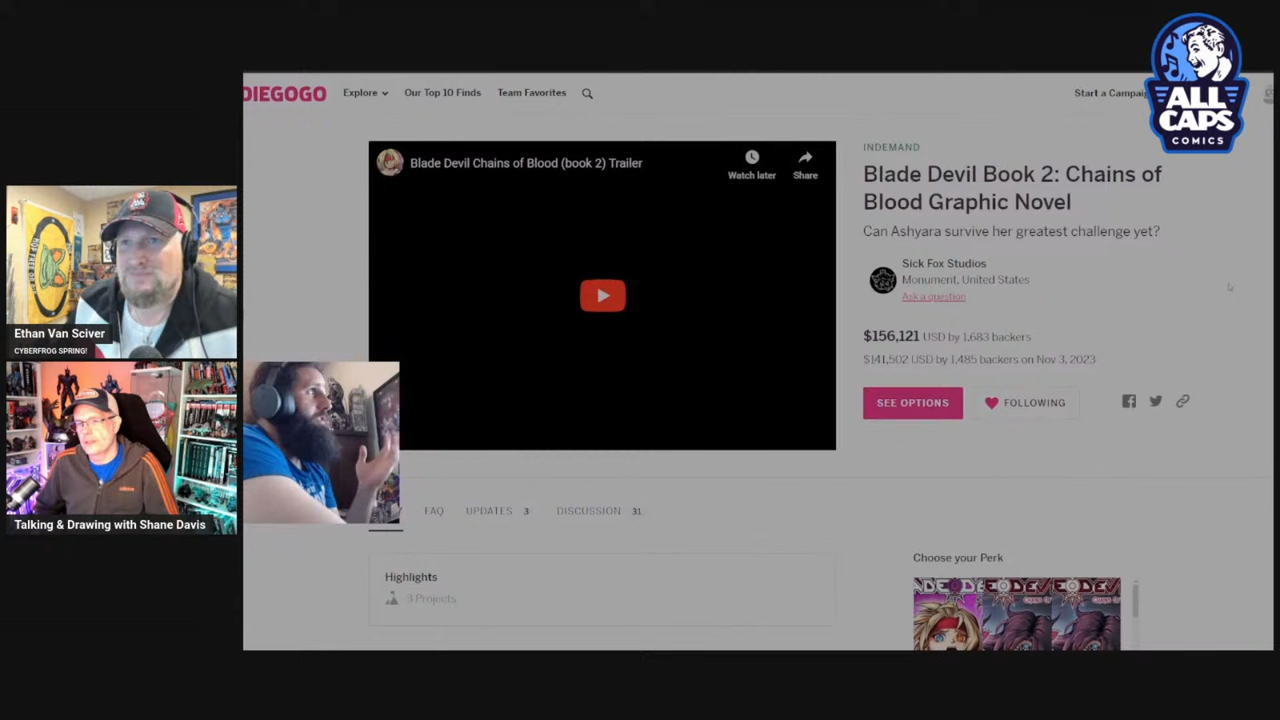 DIEGOGO
Explore
Our Top 10 Finds
Team Favorites
Start a Campaig
ALL
CAPS
COMICS
Blade Devil Chains of Blood (book 2) Trailer
Watch later
Share
INDEMAND
Blade Devil Book 2: Chains of
Blood Graphic Novel
Can Ashyara survive her greatest challenge yet?
Sick Fox Studios
Monument, United States
Ask a question
$156,121 USD by 1,683 backers
$141,502 USD by 1,485 backers on Nov 3, 2023
SEE OPTIONS
FOLLOWING
Ethan Van Sciver
CYBERFROG SPRING!
Talking & Drawing with Shane Davis
FAQ
UPDATES 3
DISCUSSION 31
Highlights
3 Projects
Choose your Perk